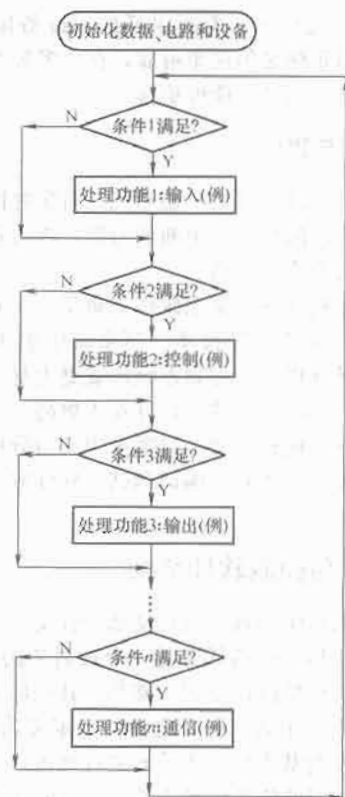 初始化数据、电路和设备
条件1满足?
N
Y
处理功能1:输入(例)
条件2满足?
N
Y
处理功能2:控制(例)
条件3满足?
N
Y
处理功能3:输出(例)
条件n满足?
N
Y
处理功能n:通信(例)